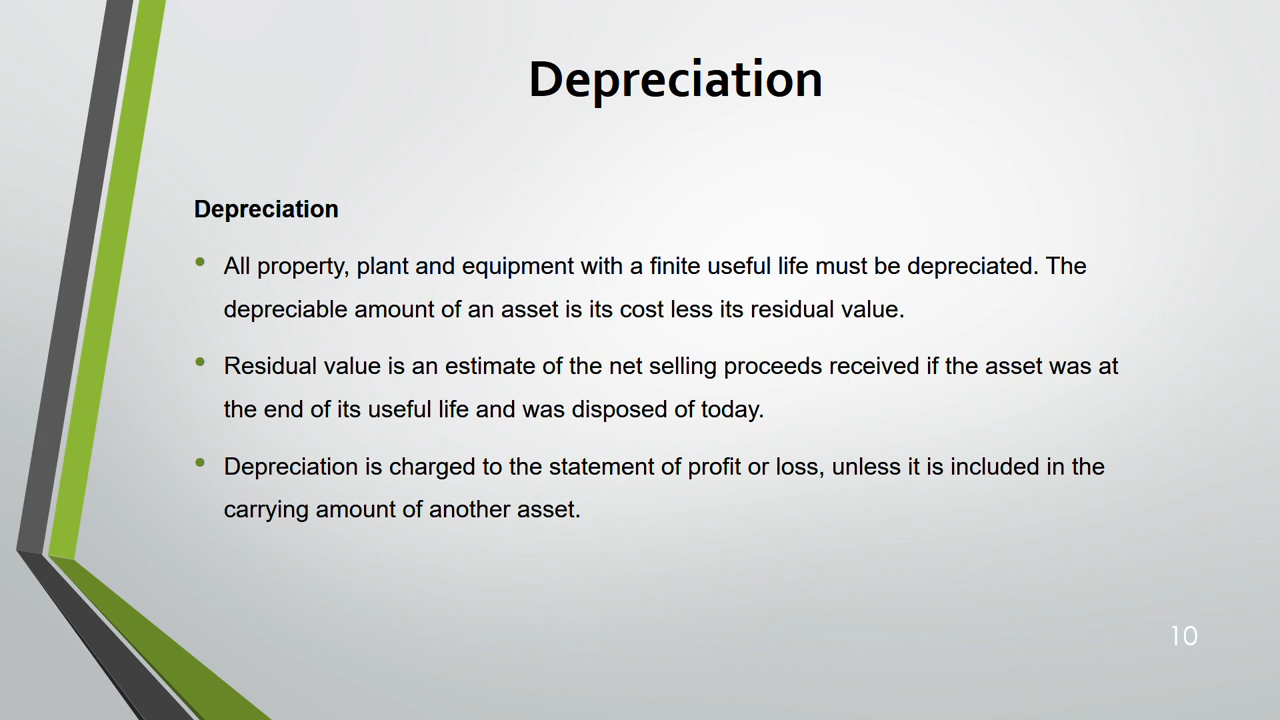 Depreciation
Depreciation
• All property, plant and equipment with a finite useful life must be depreciated. The
depreciable amount of an asset is its cost less its residual value.
• Residual value is an estimate of the net selling proceeds received if the asset was at
the end of its useful life and was disposed of today.
• Depreciation is charged to the statement of profit or loss, unless it is included in the
carrying amount of another asset.
10